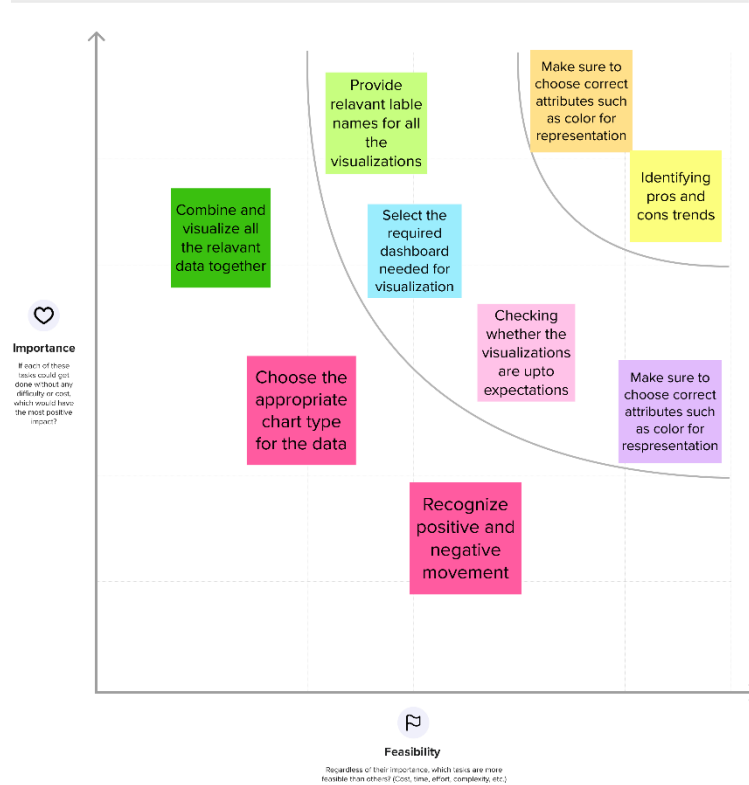 Make sure to
choose correct
attributes such
as color for
representation
Provide
relavant lable
names for all
the
visualizations
Identifying
pros and
cons trends
Combine and
visualize all
the relavant
data together
Select the
required
dashboard
needed for
visualization
Checking
whether the
visualizations
are upto
expectations
Importance
If each of these
tasks could get
done without any
difficulty or cost,
which would have
the most positive
impact?
Choose the
appropriate
chart type
for the data
Make sure to
choose correct
attributes such
as color for
respresentation
Recognize
positive and
negative
movement
Feasibility
Regardless of their importance, which tasks are more
feasible than others? (Cost, time, effort, complexity, etc.)